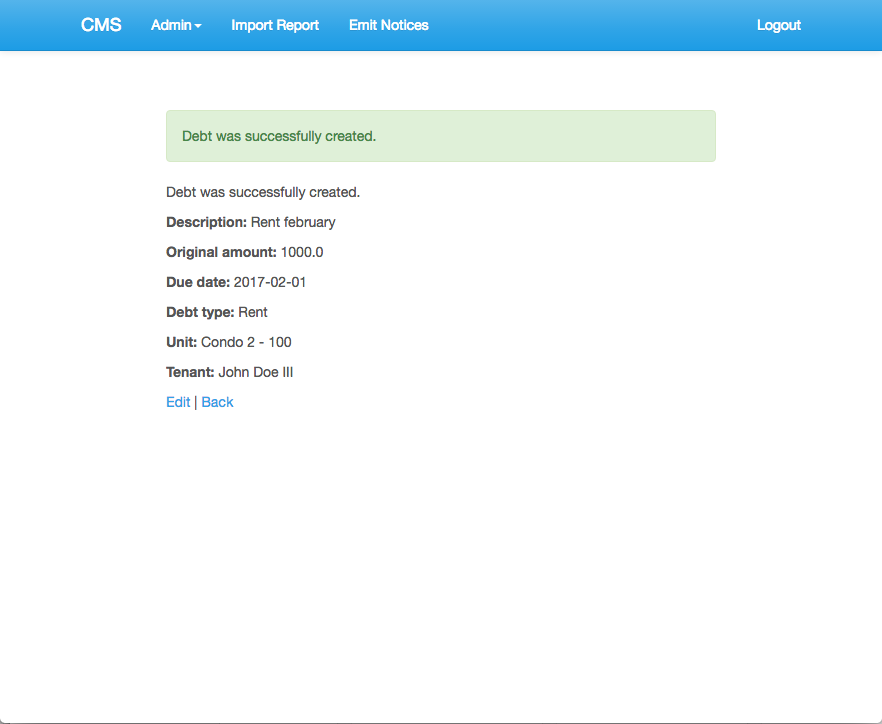 CMS Admin Import Report Emit Notices Logout
Debt was successfully created.
Debt was successfully created.
Description: Rent february
Original amount: 1000.0
Due date: 2017-02-01
Debt type: Rent
Unit: Condo 2 - 100
Tenant: John Doe III
Edit | Back